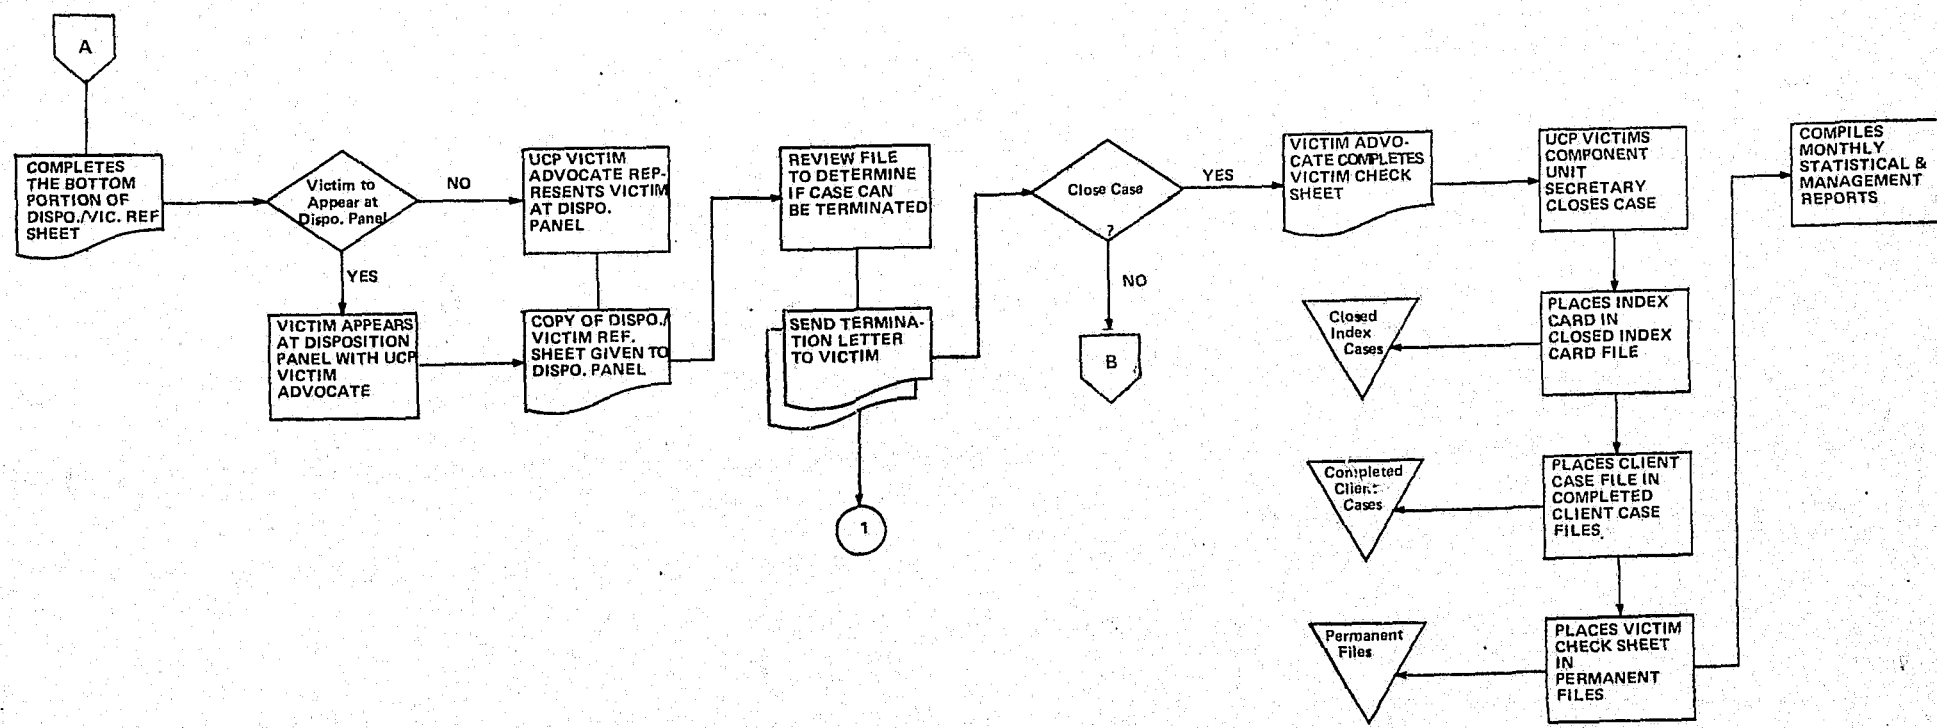 A
COMPLETES
THE BOTTOM
PORTION OF
DISPO./VIC. REF
SHEET
Victim to
Appear at
Dispo. Panel
NO
YES
UCP VICTIM
ADVOCATE REP-
RESENTS VICTIM
AT DISPO.
PANEL
VICTIM APPEARS
AT DISPOSITION
PANEL WITH UCP
VICTIM
ADVOCATE
COPY OF DISPO./
VICTIM REF.
SHEET GIVEN TO
DISPO. PANEL
REVIEW FILE
TO DETERMINE
IF CASE CAN
BE TERMINATED
SEND TERMINA-
TION LETTER
TO VICTIM
1
Close Case
?
YES
NO
B
VICTIM ADVO-
CATE COMPLETES
VICTIM CHECK
SHEET
UCP VICTIMS
COMPONENT
UNIT
SECRETARY
CLOSES CASE
PLACES INDEX
CARD IN
CLOSED INDEX
CARD FILE
Closed
Index
Cases
PLACES CLIENT
CASE FILE IN
COMPLETED
CLIENT CASE
FILES.
Completed
Client
Cases
PLACES VICTIM
CHECK SHEET
IN
PERMANENT
FILES
Permanent
Files
COMPILES
MONTHLY
STATISTICAL &
MANAGEMENT
REPORTS